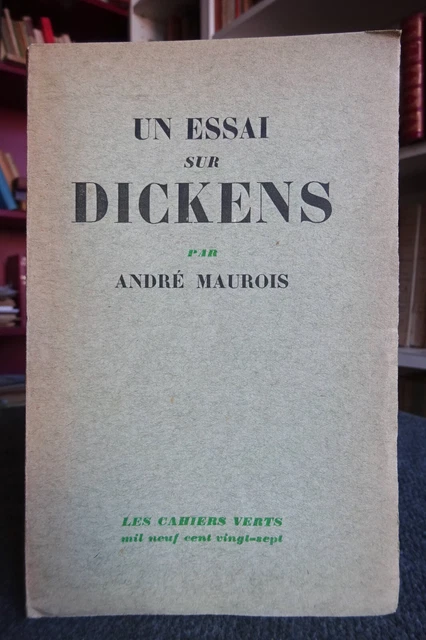 UN ESSAI
SUR
DICKENS
PAR
ANDRÉ MAUROIS
LES CAHIERS VERTS
mil neuf cent vingt-sept